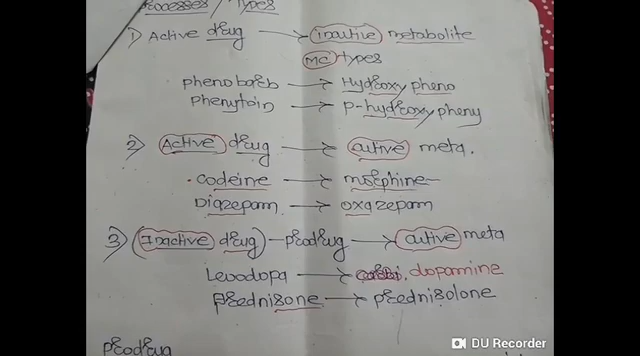 Processes / Types
1) Active drug → inactive metabolite
MC types
phenobarb → Hydroxy pheno
Phenytoin → p-hydroxy pheny
2) Active drug → active meta.
. Codeine → morphine
Diazepam → oxazepam
3) (Inactive drug) - prodrug → active meta
Levodopa → dopamine
Prednisone → prednisolone
prodrug
DU Recorder